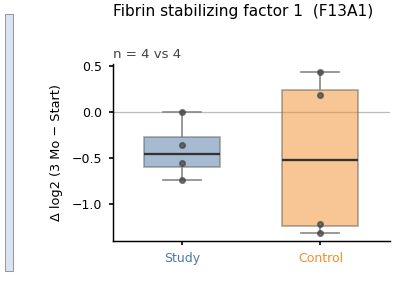 Fibrin stabilizing factor 1 (F13A1)
n = 4 vs 4
Δ log2 (3 Mo − Start)
0.5
0.0
−0.5
−1.0
Study
Control